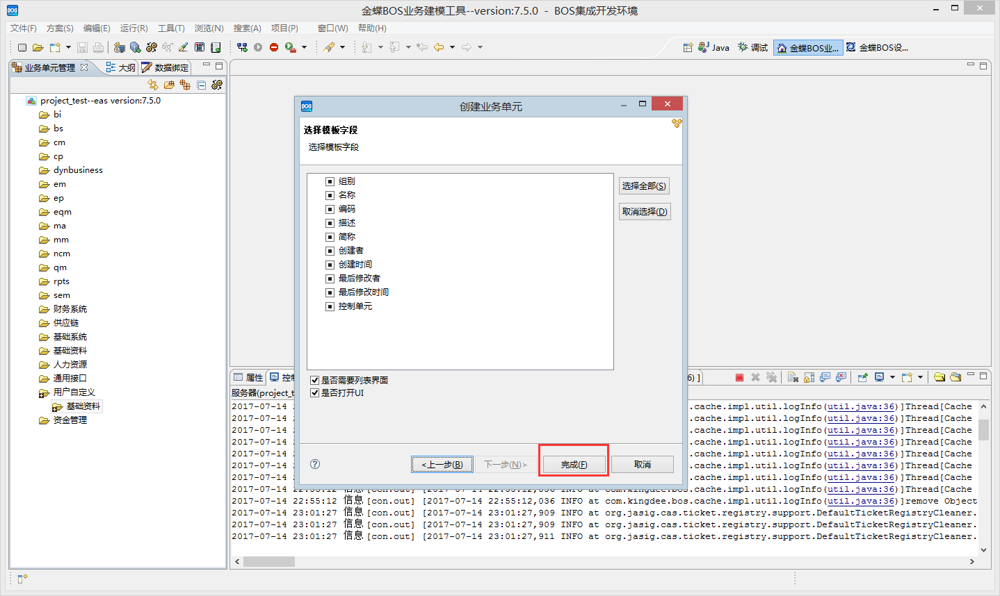 BOS
金蝶BOS业务建模工具--version:7.5.0 - BOS集成开发环境
文件(F) 方案(S) 编辑(E) 运行(R) 工具(T) 浏览(N) 搜索(A) 项目(P) 窗口(W) 帮助(H)
Java 调试 金蝶BOS业... 金蝶BOS设...
业务单元管理 大纲 数据绑定
project_test--eas version:7.5.0
bi
bs
cm
cp
dynbusiness
em
ep
eqm
ma
mm
ncm
qm
rpts
sem
财务系统
供应链
基础系统
基础资料
人力资源
通用接口
用户自定义
基础资料
资金管理
BOS
创建业务单元
选择模板字段
选择模板字段
组别
名称
编码
描述
简称
创建者
创建时间
最后修改者
最后修改时间
控制单元
选择全部(S)
取消选择(D)
是否需要列表界面
是否打开UI
<上一步(B) 下一步(N)> 完成(F) 取消
属性 控 6) ]
服务器(project_t
2017-07-14 .cache.impl.util.logInfo(util.java:36)]Thread[Cache
2017-07-14 .cache.impl.util.logInfo(util.java:36)]Thread[Cache
2017-07-14 .cache.impl.util.logInfo(util.java:36)]Thread[Cache
2017-07-14 .cache.impl.util.logInfo(util.java:36)]Thread[Cache
2017-07-14 .cache.impl.util.logInfo(util.java:36)]Thread[Cache
2017-07-14 .cache.impl.util.logInfo(util.java:36)]Thread[Cache
2017-07-14 .cache.impl.util.logInfo(util.java:36)]Thread[Cache
2017-07-14 22:55:12 信息 [con.out] [2017-07-14 22:55:12,036 INFO at com.kingdee.bos.cache.impl.util.logInfo(util.java:36)]Thread[Cache
2017-07-14 22:55:12 信息 [con.out] [2017-07-14 22:55:12,036 INFO at com.kingdee.bos.cache.impl.util.logInfo(util.java:36)]remove Object
2017-07-14 23:01:27 信息 [con.out] [2017-07-14 23:01:27,909 INFO at org.jasig.cas.ticket.registry.support.DefaultTicketRegistryCleaner.
2017-07-14 23:01:27 信息 [con.out] [2017-07-14 23:01:27,909 INFO at org.jasig.cas.ticket.registry.support.DefaultTicketRegistryCleaner.
2017-07-14 23:01:27 信息 [con.out] [2017-07-14 23:01:27,911 INFO at org.jasig.cas.ticket.registry.support.DefaultTicketRegistryCleaner.